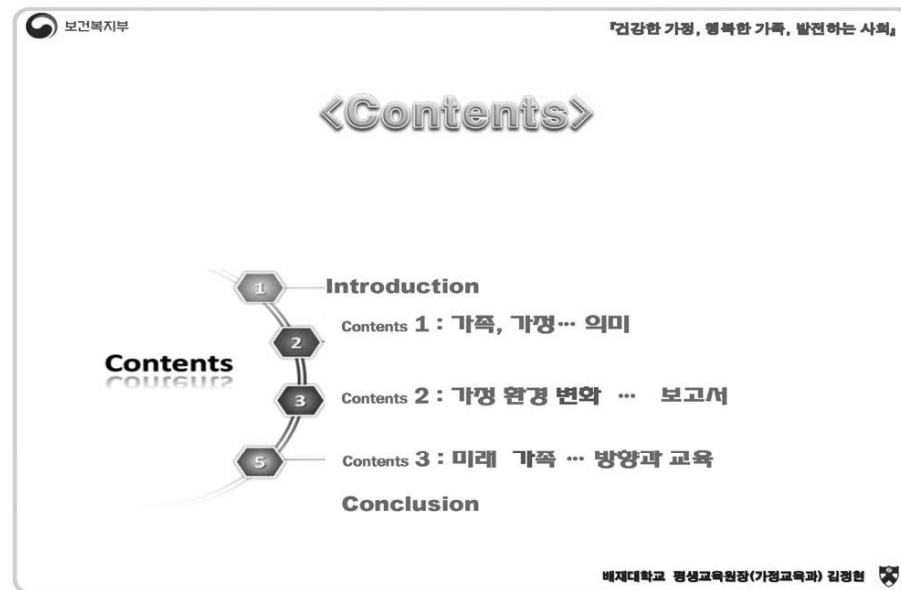 보건복지부
『건강한 가정, 행복한 가족, 발전하는 사회』
<Contents>
1 Introduction
Contents 1 : 가족, 가정… 의미
2
Contents
3 Contents 2 : 가정 환경 변화 … 보고서
5 Contents 3 : 미래 가족 … 방향과 교육
Conclusion
배재대학교 평생교육원장(가정교육과) 김정현